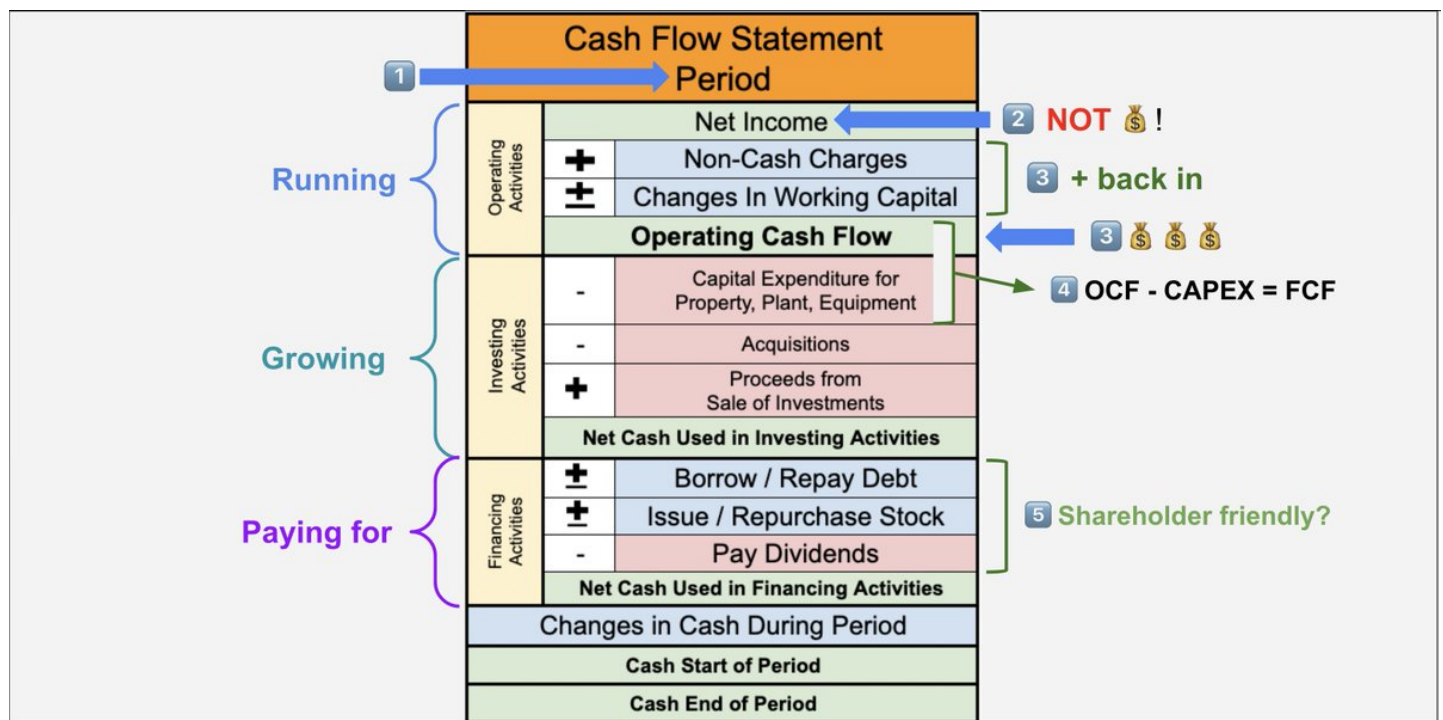 Cash Flow Statement
1 Period
Net Income 2 NOT 💰 !
Running
Operating
Activities
+ Non-Cash Charges
3 + back in
± Changes In Working Capital
Operating Cash Flow 3 💰 💰 💰
Growing
Investing
Activities
- Capital Expenditure for
Property, Plant, Equipment
4 OCF - CAPEX = FCF
- Acquisitions
+ Proceeds from
Sale of Investments
Net Cash Used in Investing Activities
Paying for
Financing
Activities
± Borrow / Repay Debt
± Issue / Repurchase Stock
5 Shareholder friendly?
- Pay Dividends
Net Cash Used in Financing Activities
Changes in Cash During Period
Cash Start of Period
Cash End of Period